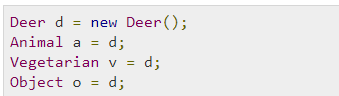 Deer d = new Deer();
Animal a = d;
Vegetarian v = d;
Object o = d;